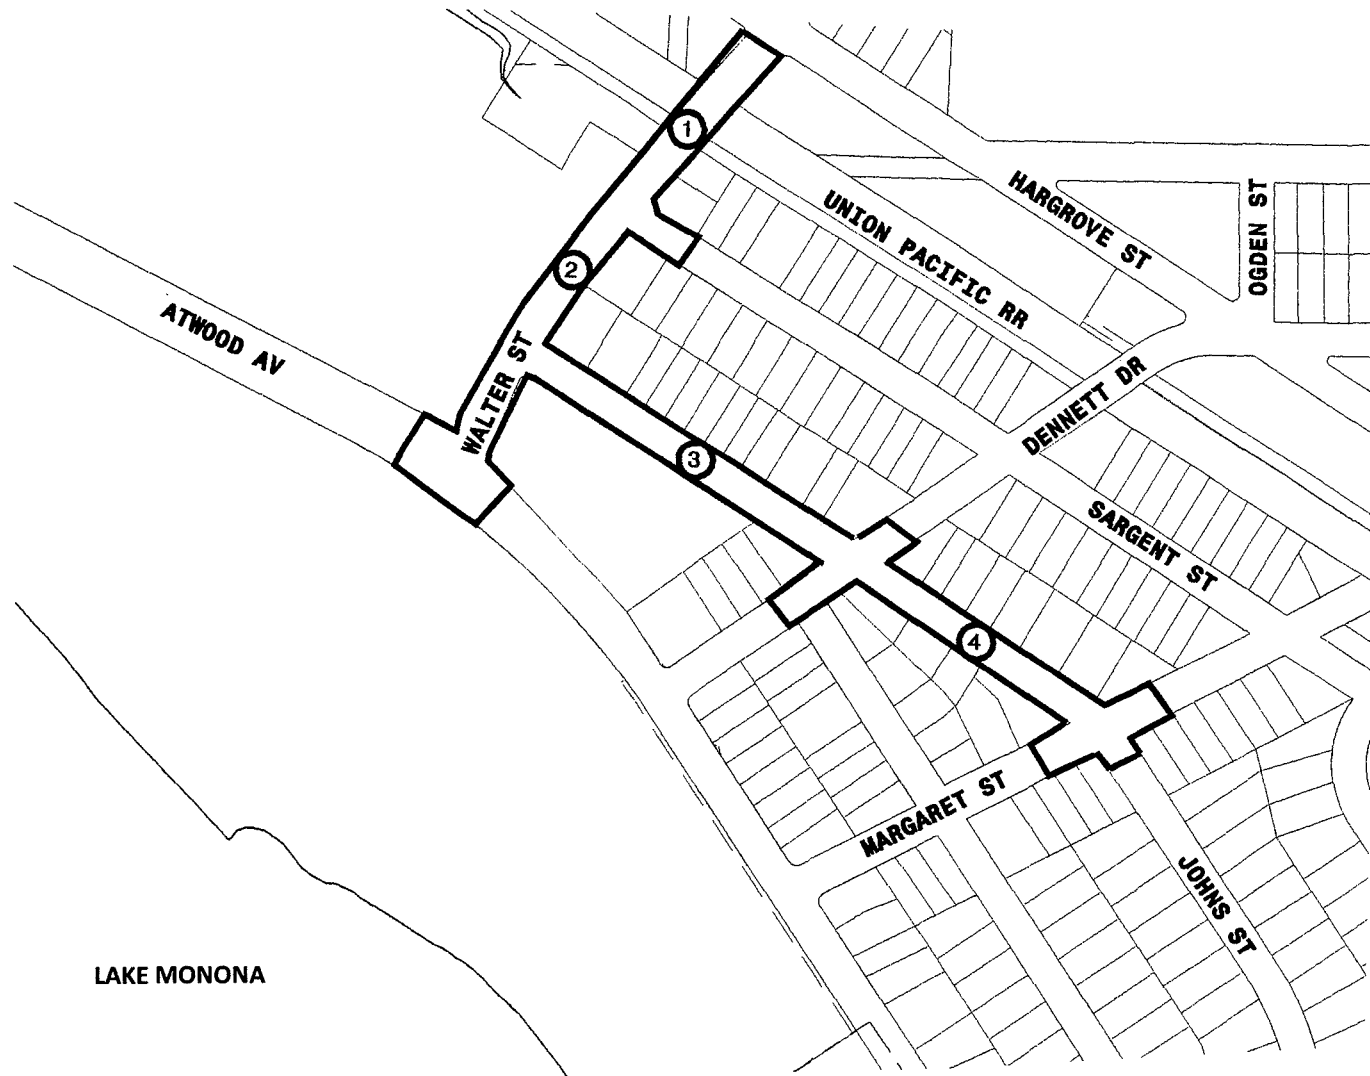 1
HARGROVE ST
OGDEN ST
UNION PACIFIC RR
2
ATWOOD AV
WALTER ST
DENNETT DR
3
SARGENT ST
4
MARGARET ST
JOHNS ST
LAKE MONONA